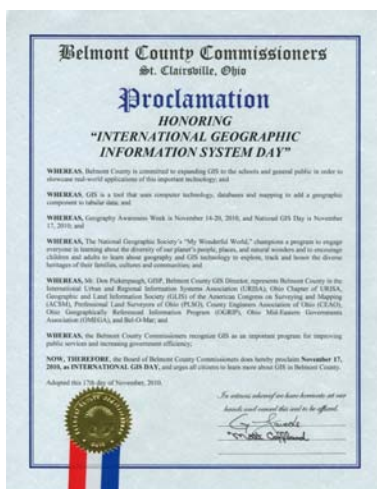 Belmont County Commissioners
St. Clairsville, Ohio
Proclamation
HONORING
"INTERNATIONAL GEOGRAPHIC
INFORMATION SYSTEM DAY"
WHEREAS, Belmont County is committed to expanding GIS to the schools and general public in order to
showcase real-world applications of this important technology; and
WHEREAS, GIS is a tool that uses computer technology, databases and mapping to add a geographic
component to tabular data; and
WHEREAS, Geography Awareness Week is November 14-20, 2010, and National GIS Day is November
17, 2010; and
WHEREAS, The National Geographic Society's "My Wonderful World," champions a program to engage
everyone in learning about the diversity of our planet's people, places, and natural wonders and to encourage
children and adults to learn about geography and GIS technology to explore, track and honor the diverse
heritages of their families, cultures and communities; and
WHEREAS, Mr. Don Pickenpaugh, GISP, Belmont County GIS Director, represents Belmont County in the
International Urban and Regional Information Systems Association (URISA), Ohio Chapter of URISA,
Geographic and Land Information Society (GLIS) of the American Congress on Surveying and Mapping
(ACSM), Professional Land Surveyors of Ohio (PLSO), County Engineers Association of Ohio (CEAO),
Ohio Geographically Referenced Information Program (OGRIP), Ohio Mid-Eastern Governments
Association (OMEGA), and Bel-O-Mar; and
WHEREAS, the Belmont County Commissioners recognize GIS as an important program for improving
public services and increasing government efficiency;
NOW, THEREFORE, the Board of Belmont County Commissioners does hereby proclaim November 17,
2010, as INTERNATIONAL GIS DAY, and urges all citizens to learn more about GIS in Belmont County.
Adopted this 17th day of November, 2010.
In witness whereof we have hereunto set our
hands and caused this seal to be affixed.